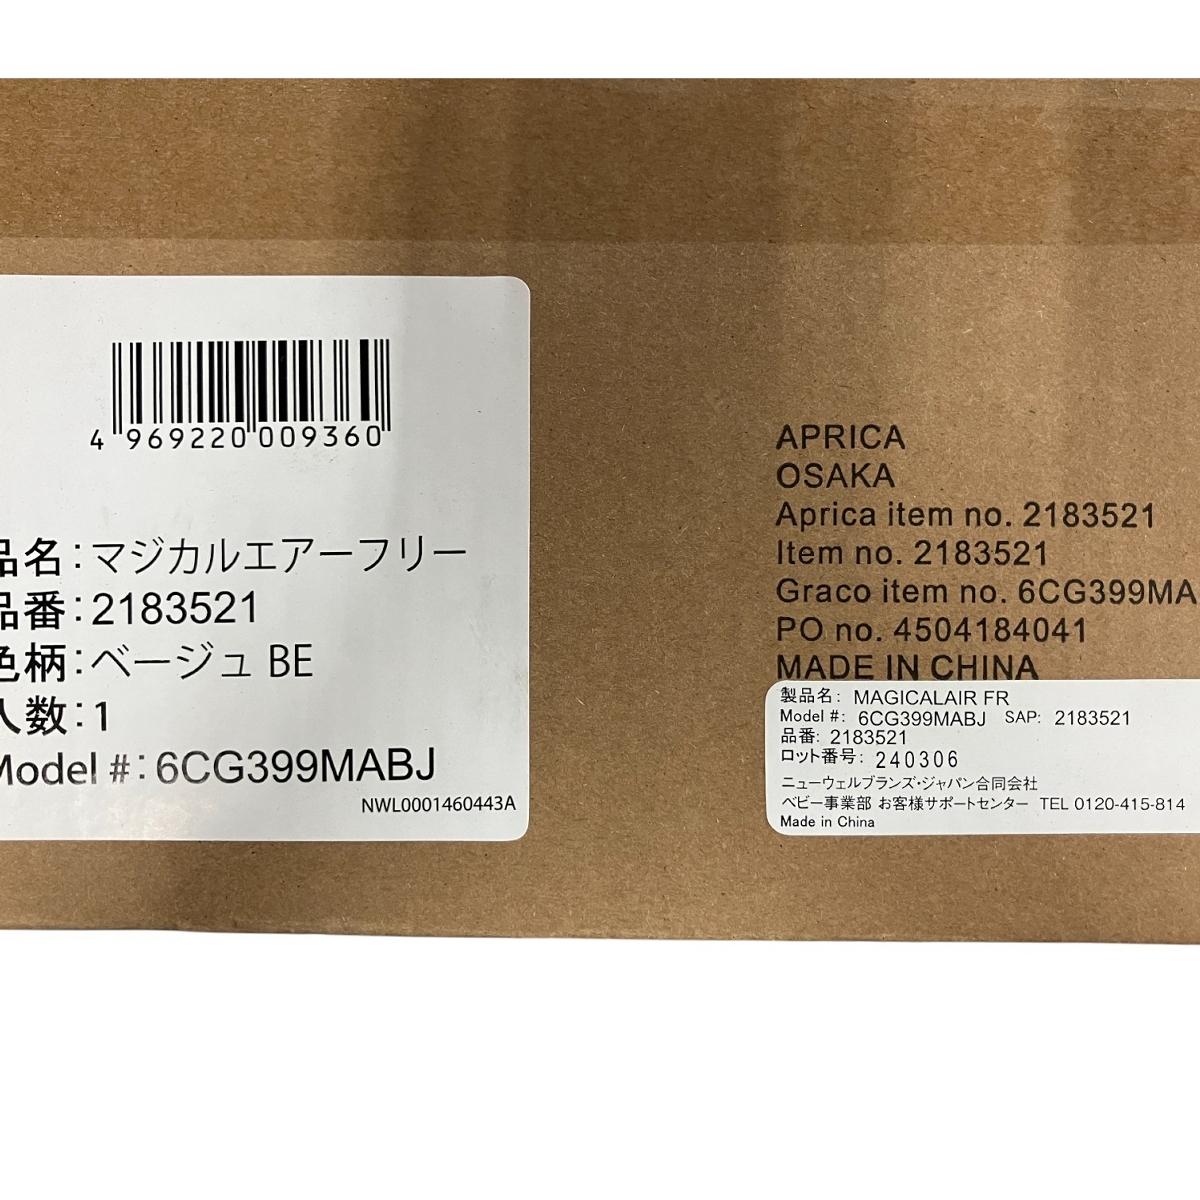 4 969220 009360
品名:マジカルエアーフリー
品番:2183521
色柄:ベージュ BE
入数:1
Model #:6CG399MABJ
NWL0001460443A
APRICA
OSAKA
Aprica item no. 2183521
Item no. 2183521
Graco item no. 6CG399MA
PO no. 4504184041
MADE IN CHINA
製品名: MAGICALAIR FR
Model #: 6CG399MABJ SAP: 2183521
品番: 2183521
ロット番号: 240306
ニューウェルブランズ・ジャパン合同会社
ベビー事業部 お客様サポートセンター TEL 0120-415-814
Made in China